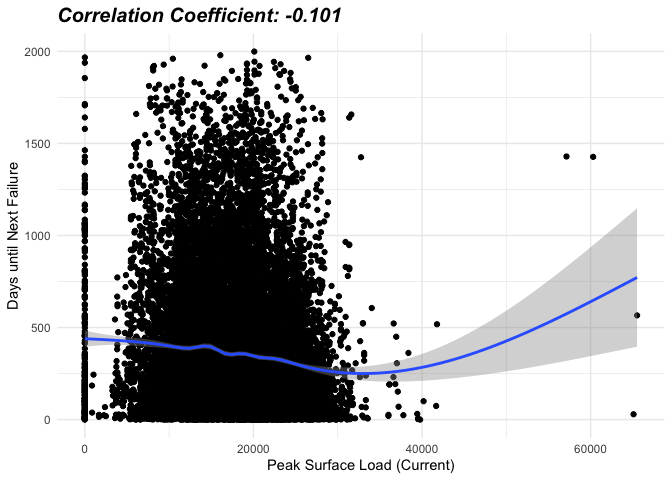 Correlation Coefficient: -0.101
2000
1500
1000
500
0
Days until Next Failure
0 20000 40000 60000
Peak Surface Load (Current)